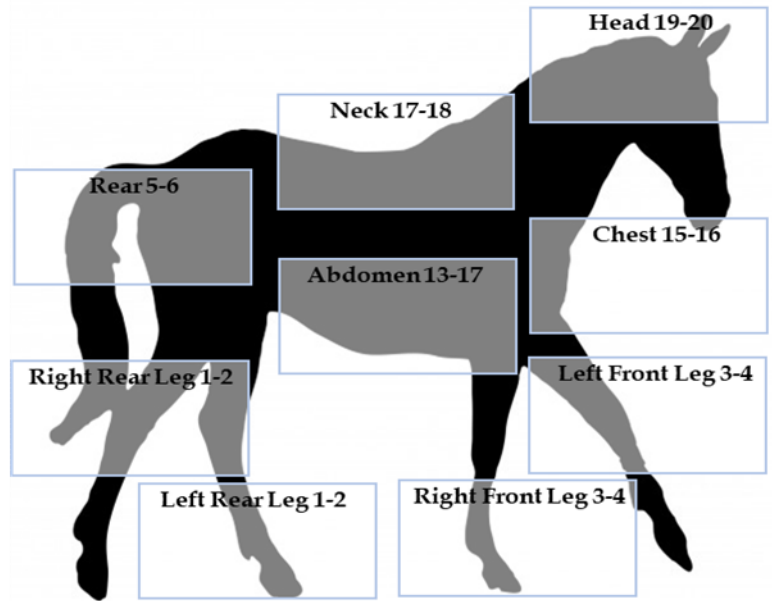 Head 19-20
Neck 17-18
Rear 5-6
Chest 15-16
Abdomen 13-17
Right Rear Leg 1-2
Left Front Leg 3-4
Left Rear Leg 1-2
Right Front Leg 3-4